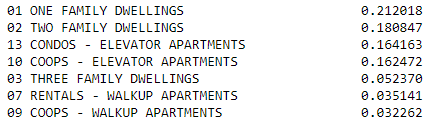 01 ONE FAMILY DWELLINGS 0.212018
02 TWO FAMILY DWELLINGS 0.180847
13 CONDOS - ELEVATOR APARTMENTS 0.164163
10 COOPS - ELEVATOR APARTMENTS 0.162472
03 THREE FAMILY DWELLINGS 0.052370
07 RENTALS - WALKUP APARTMENTS 0.035141
09 COOPS - WALKUP APARTMENTS 0.032262